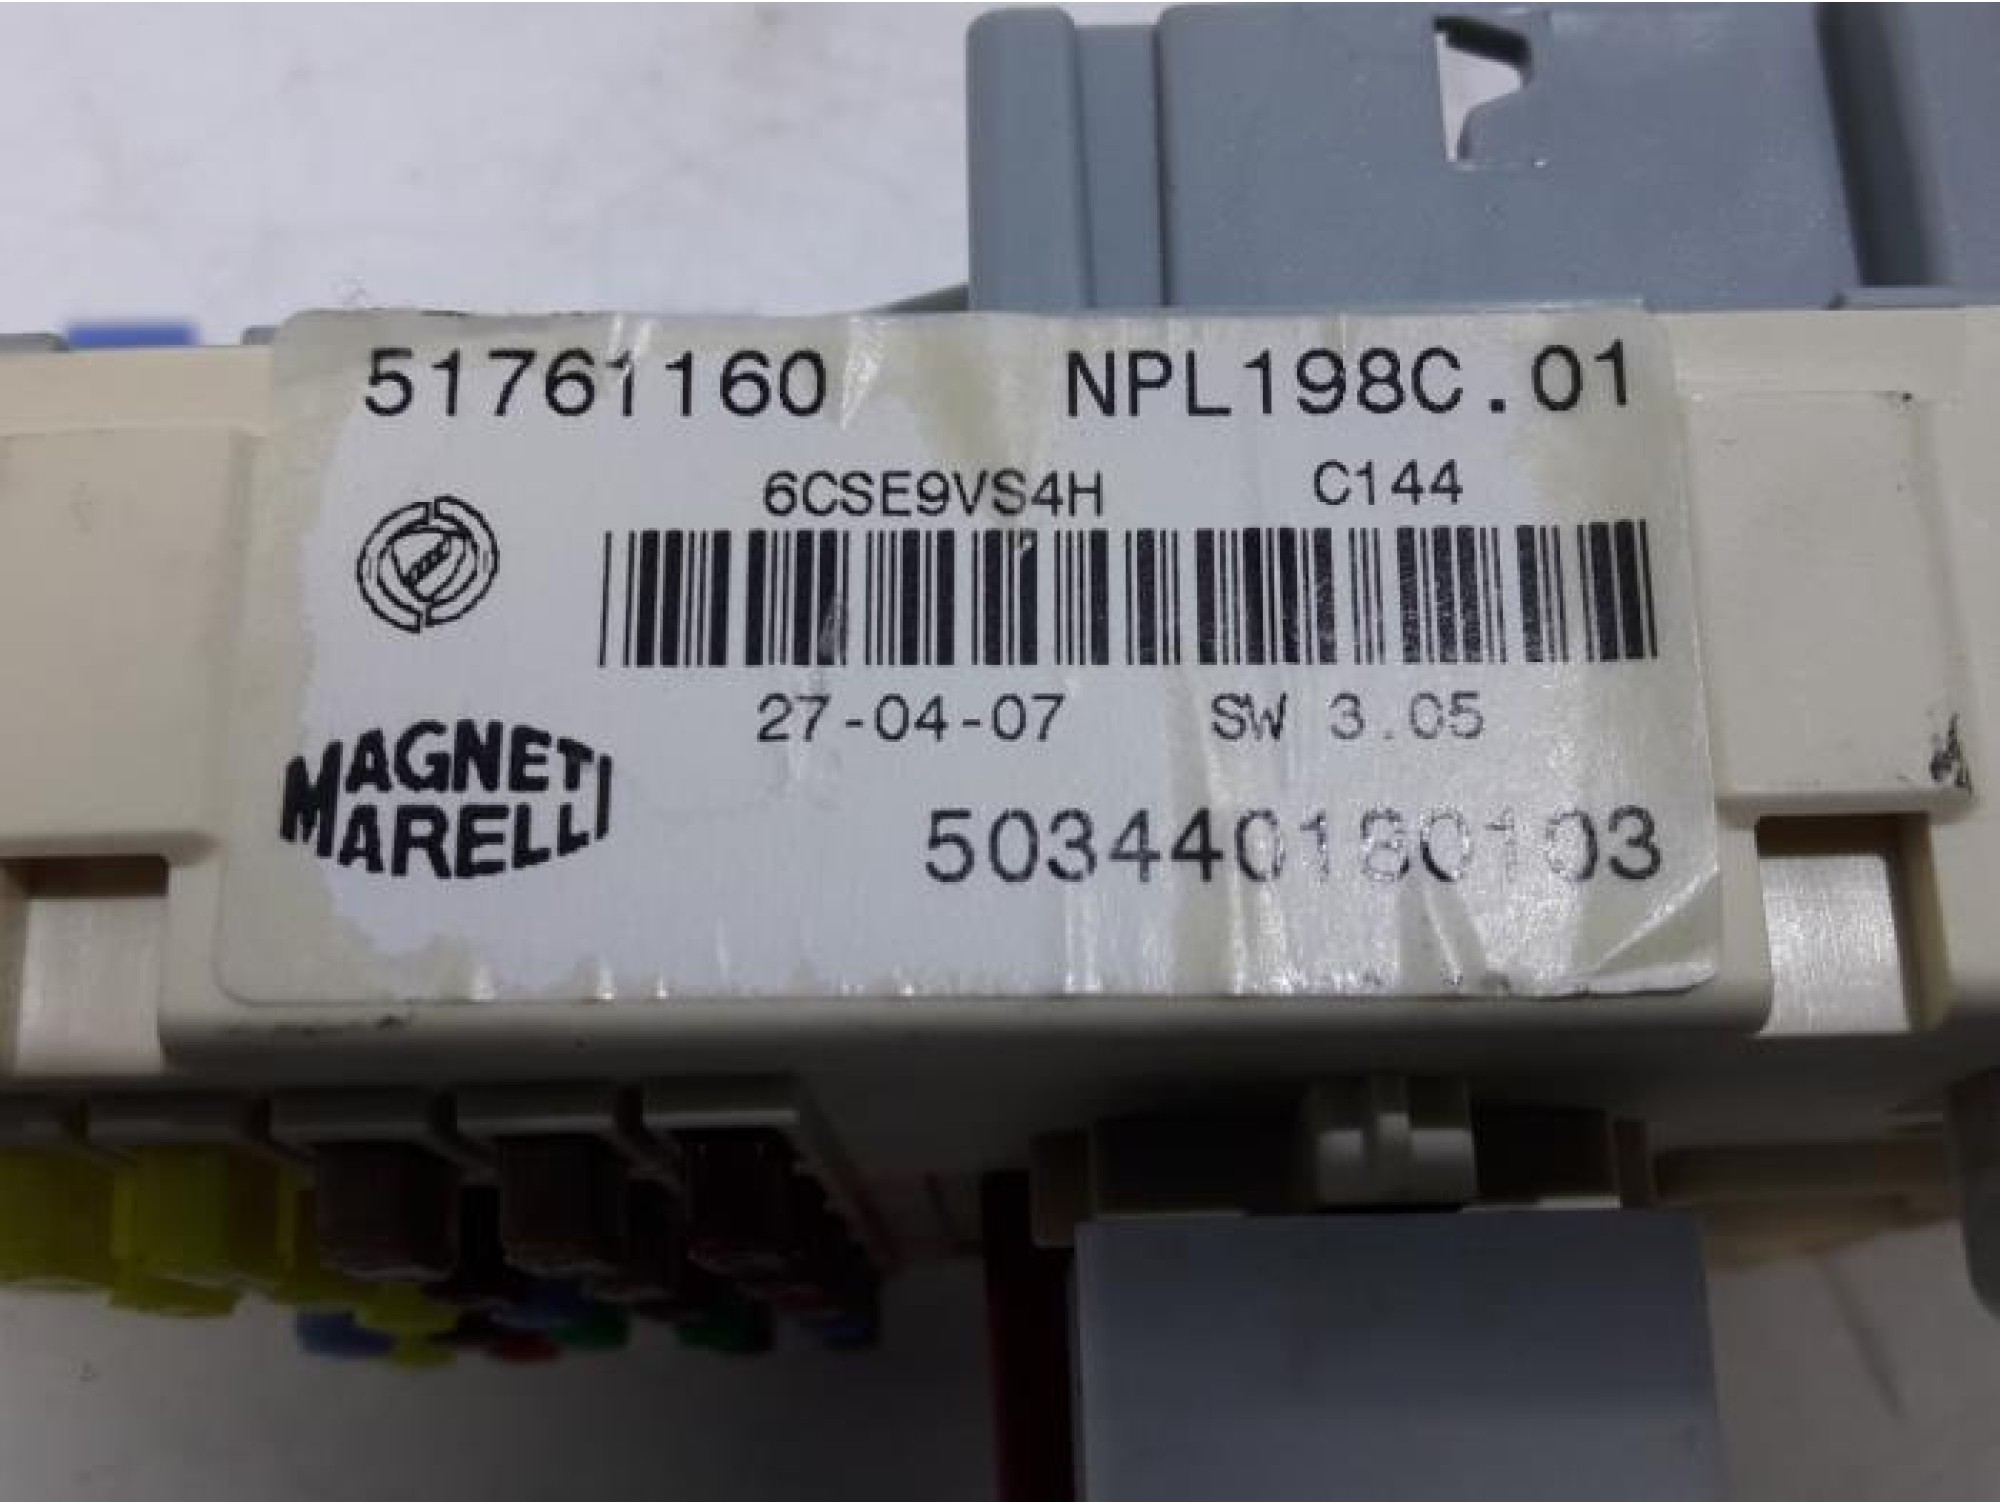 51761160 NPL198C.01
6CSE9VS4H C144
27-04-07 SW 3.05
MAGNETI
MARELLI
503440180103